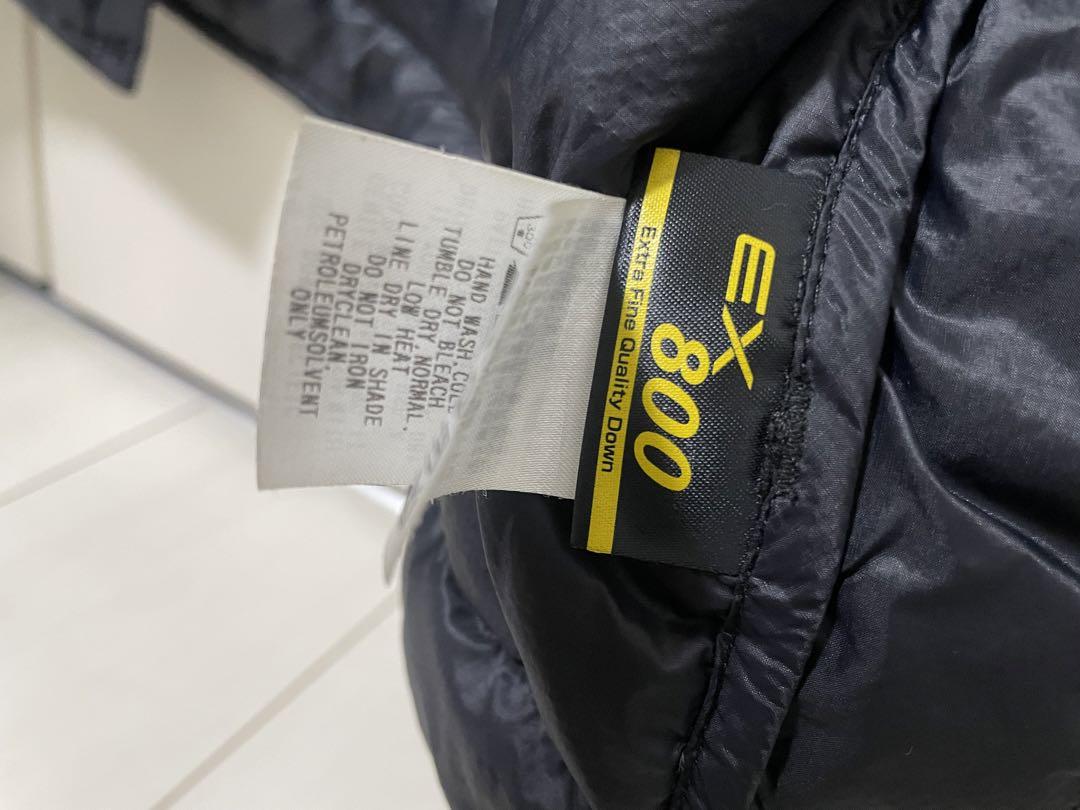 EX
800
Extra Fine Quality Down
HAND WASH.COLD
DO NOT BLEACH
TUMBLE DRY.NORMAL.
LOW HEAT
LINE DRY IN SHADE
DO NOT IRON
DRYCLEAN
PETROLEUMSOLVENT
ONLY